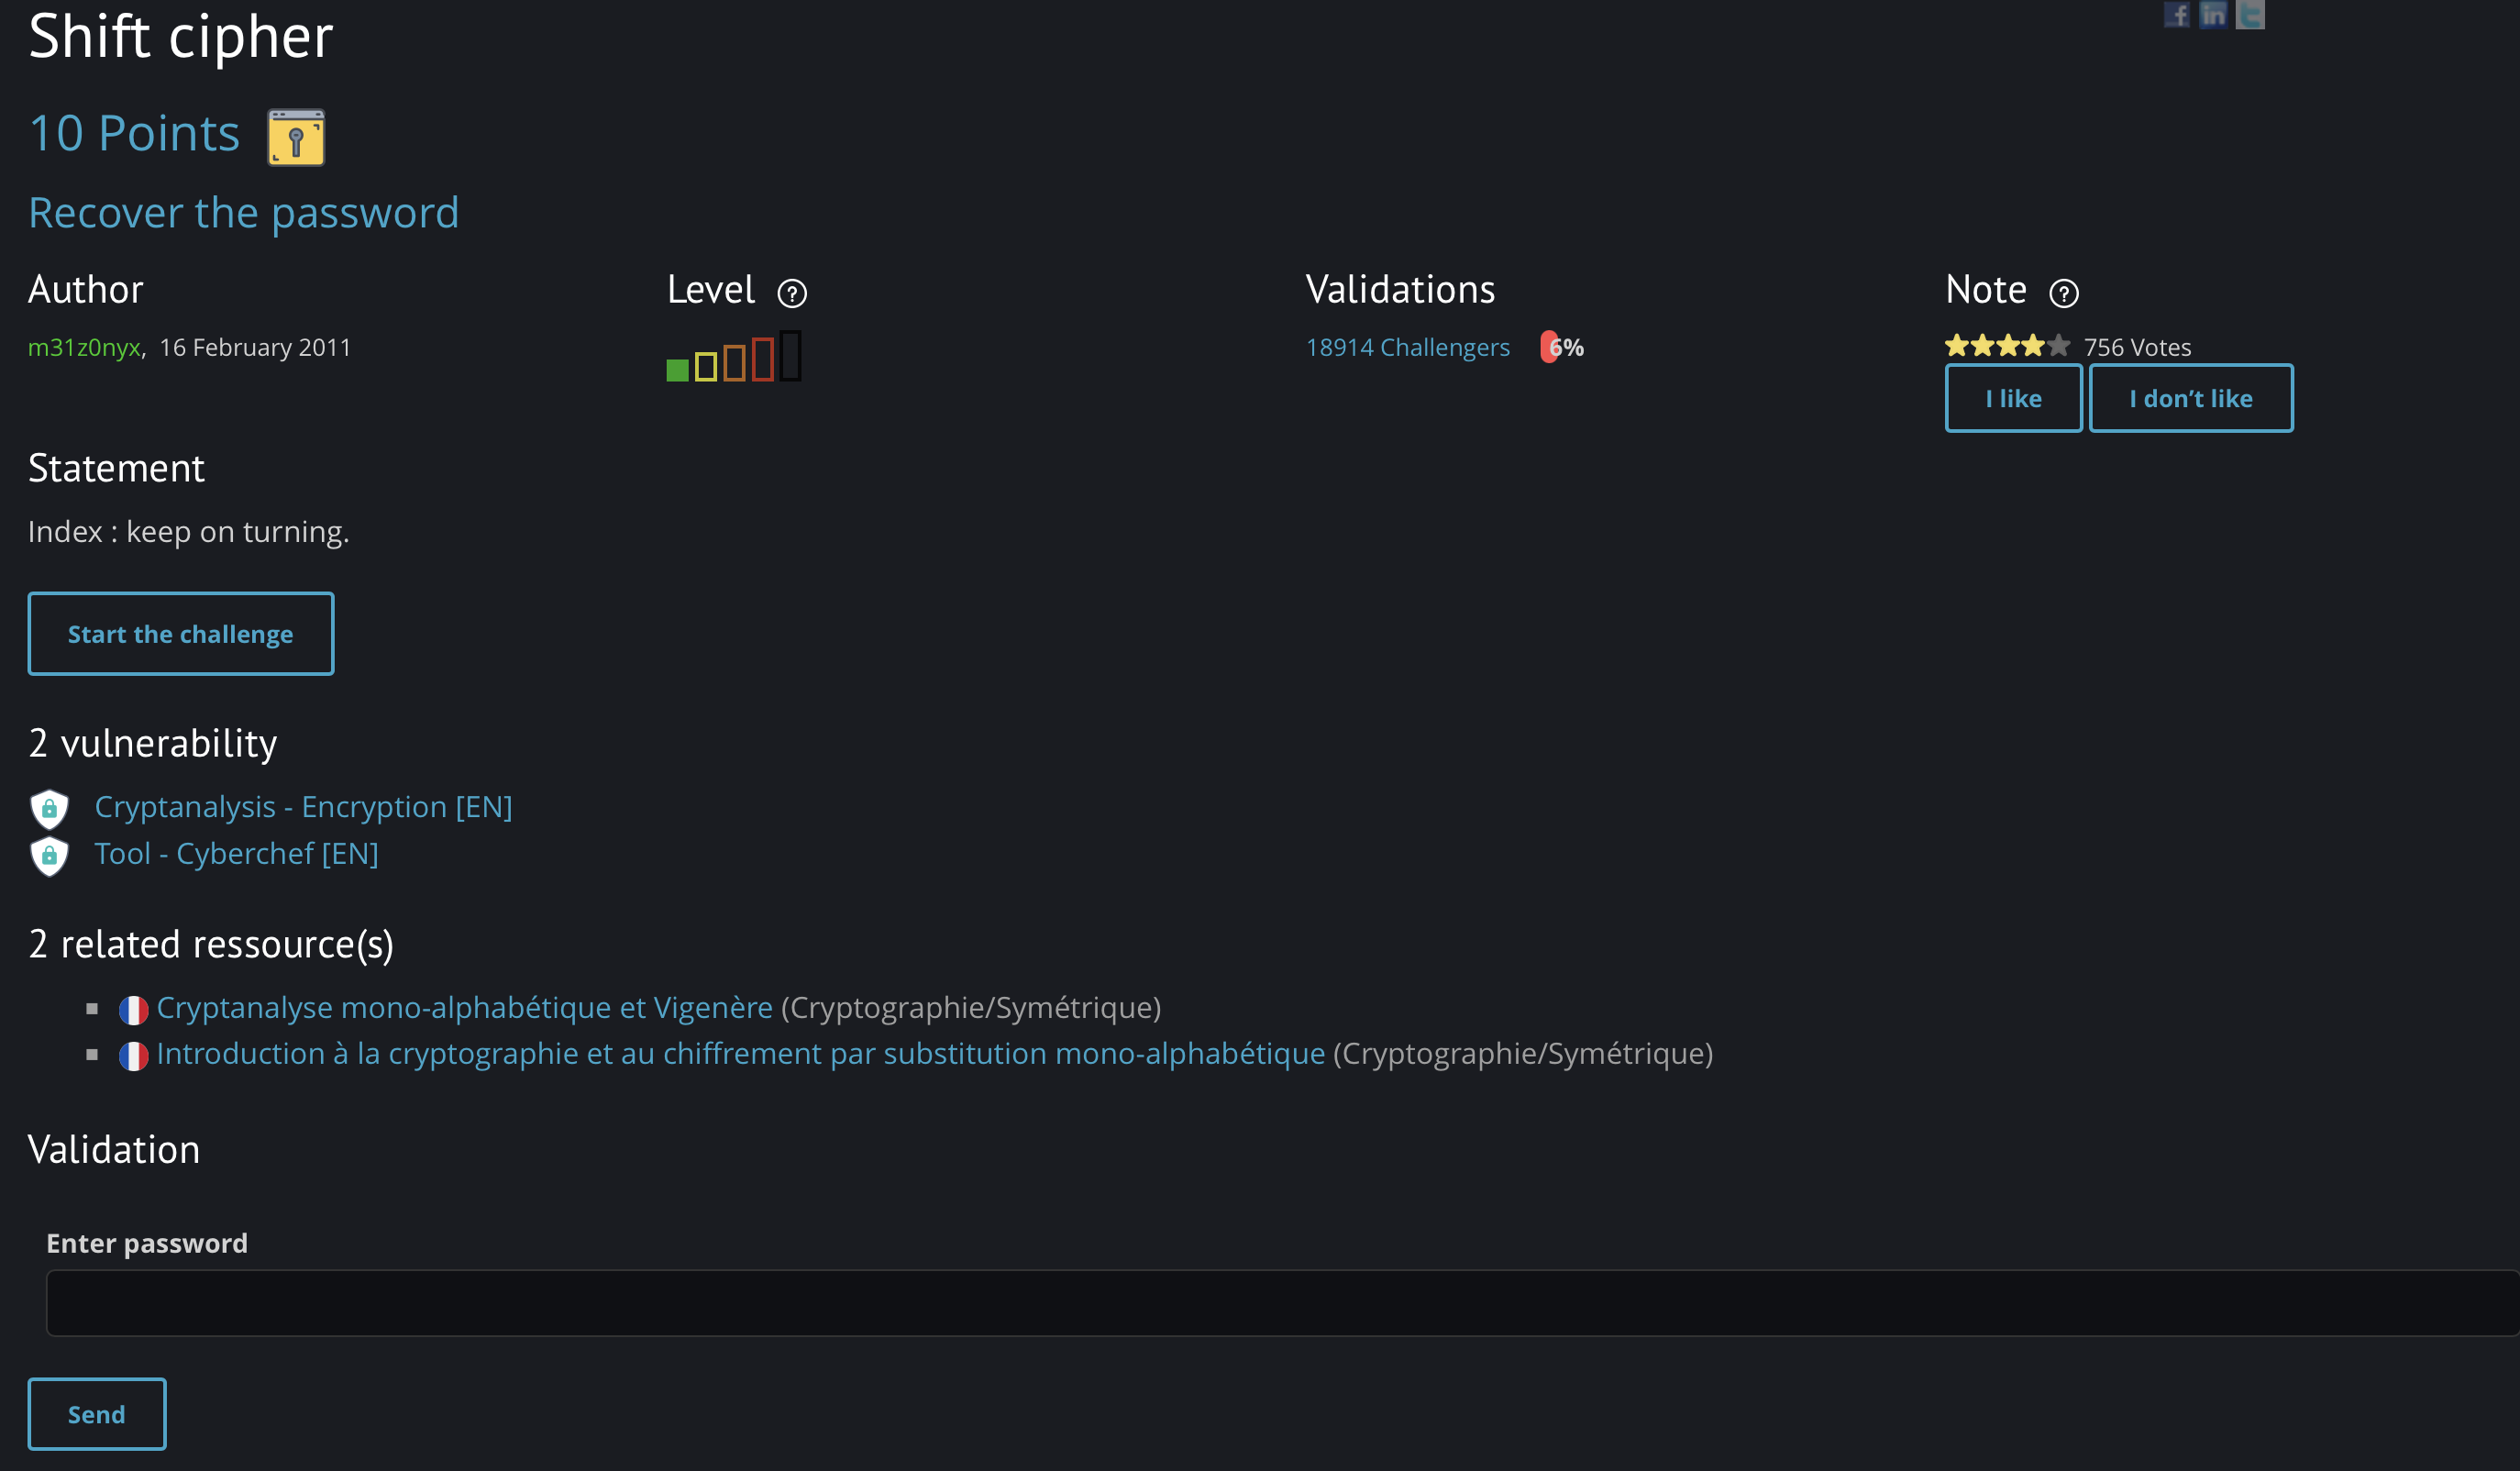 Shift cipher
10 Points
Recover the password
Author
m31z0nyx, 16 February 2011
Level ?
Validations
18914 Challengers 6%
Note ?
756 Votes
I like
I don’t like
Statement
Index : keep on turning.
Start the challenge
2 vulnerability
Cryptanalysis - Encryption [EN]
Tool - Cyberchef [EN]
2 related ressource(s)
Cryptanalyse mono-alphabétique et Vigenère (Cryptographie/Symétrique)
Introduction à la cryptographie et au chiffrement par substitution mono-alphabétique (Cryptographie/Symétrique)
Validation
Enter password
Send